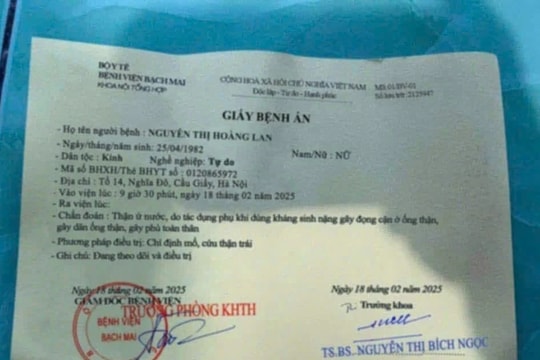 BỘ Y TẾ
BỆNH VIỆN BẠCH MAI
KHOA NỘI TỔNG HỢP
CỘNG HOÀ XÃ HỘI CHỦ NGHĨA VIỆT NAM
Độc lập - Tự do - Hạnh phúc
MS:01/BV-01
Số lưu trữ: 2125947
GIẤY BỆNH ÁN
- Họ tên người bệnh : NGUYỄN THỊ HOÀNG LAN
- Ngày/tháng/năm sinh: 25/04/1982
Nam/Nữ : NỮ
- Dân tộc : Kinh Nghề nghiệp: Tự do
- Mã số BHXH/Thẻ BHYT số : 0120865972
- Địa chỉ : Tổ 14, Nghĩa Đô, Cầu Giấy, Hà Nội
- Vào viện lúc : 9 giờ 30 phút, ngày 18 tháng 02 năm 2025
- Ra viện lúc:
- Chẩn đoán : Thận ứ nước, do tác dụng phụ khi dùng kháng sinh nặng gây đọng cặn ở ống thận,
gây dãn ống thận, gây phù toàn thân
- Phương pháp điều trị: Chỉ định mổ, cứu thận trái
- Ghi chú: Đang theo dõi và điều trị
Ngày 18 tháng 02 năm 2025
GIÁM ĐỐC BỆNH VIỆN
TRƯỞNG PHÒNG KHTH
BỆNH VIỆN
BẠCH MAI
Ngày 18 tháng 02 năm 2025
Trưởng khoa
TS.BS. NGUYỄN THỊ BÍCH NGỌC